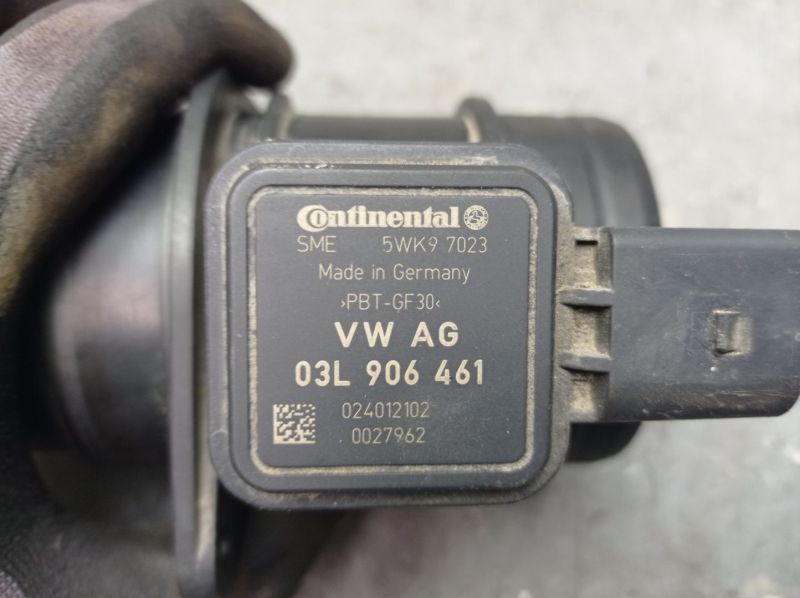 Continental
SME 5WK9 7023
Made in Germany
>PBT-GF30<
VW AG
03L 906 461
024012102
0027962